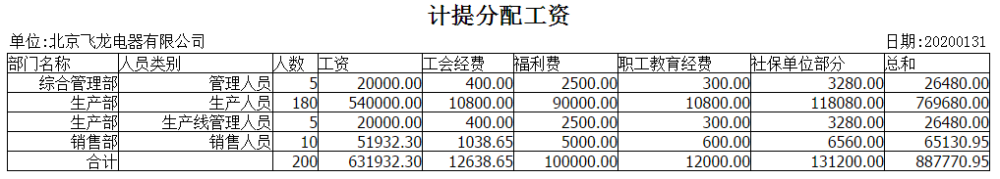 计提分配工资
单位:北京飞龙电器有限公司 日期:20200131
部门名称 人员类别 人数 工资 工会经费 福利费 职工教育经费 社保单位部分 总和
综合管理部 管理人员 5 20000.00 400.00 2500.00 300.00 3280.00 26480.00
生产部 生产人员 180 540000.00 10800.00 90000.00 10800.00 118080.00 769680.00
生产部 生产线管理人员 5 20000.00 400.00 2500.00 300.00 3280.00 26480.00
销售部 销售人员 10 51932.30 1038.65 5000.00 600.00 6560.00 65130.95
合计 200 631932.30 12638.65 100000.00 12000.00 131200.00 887770.95